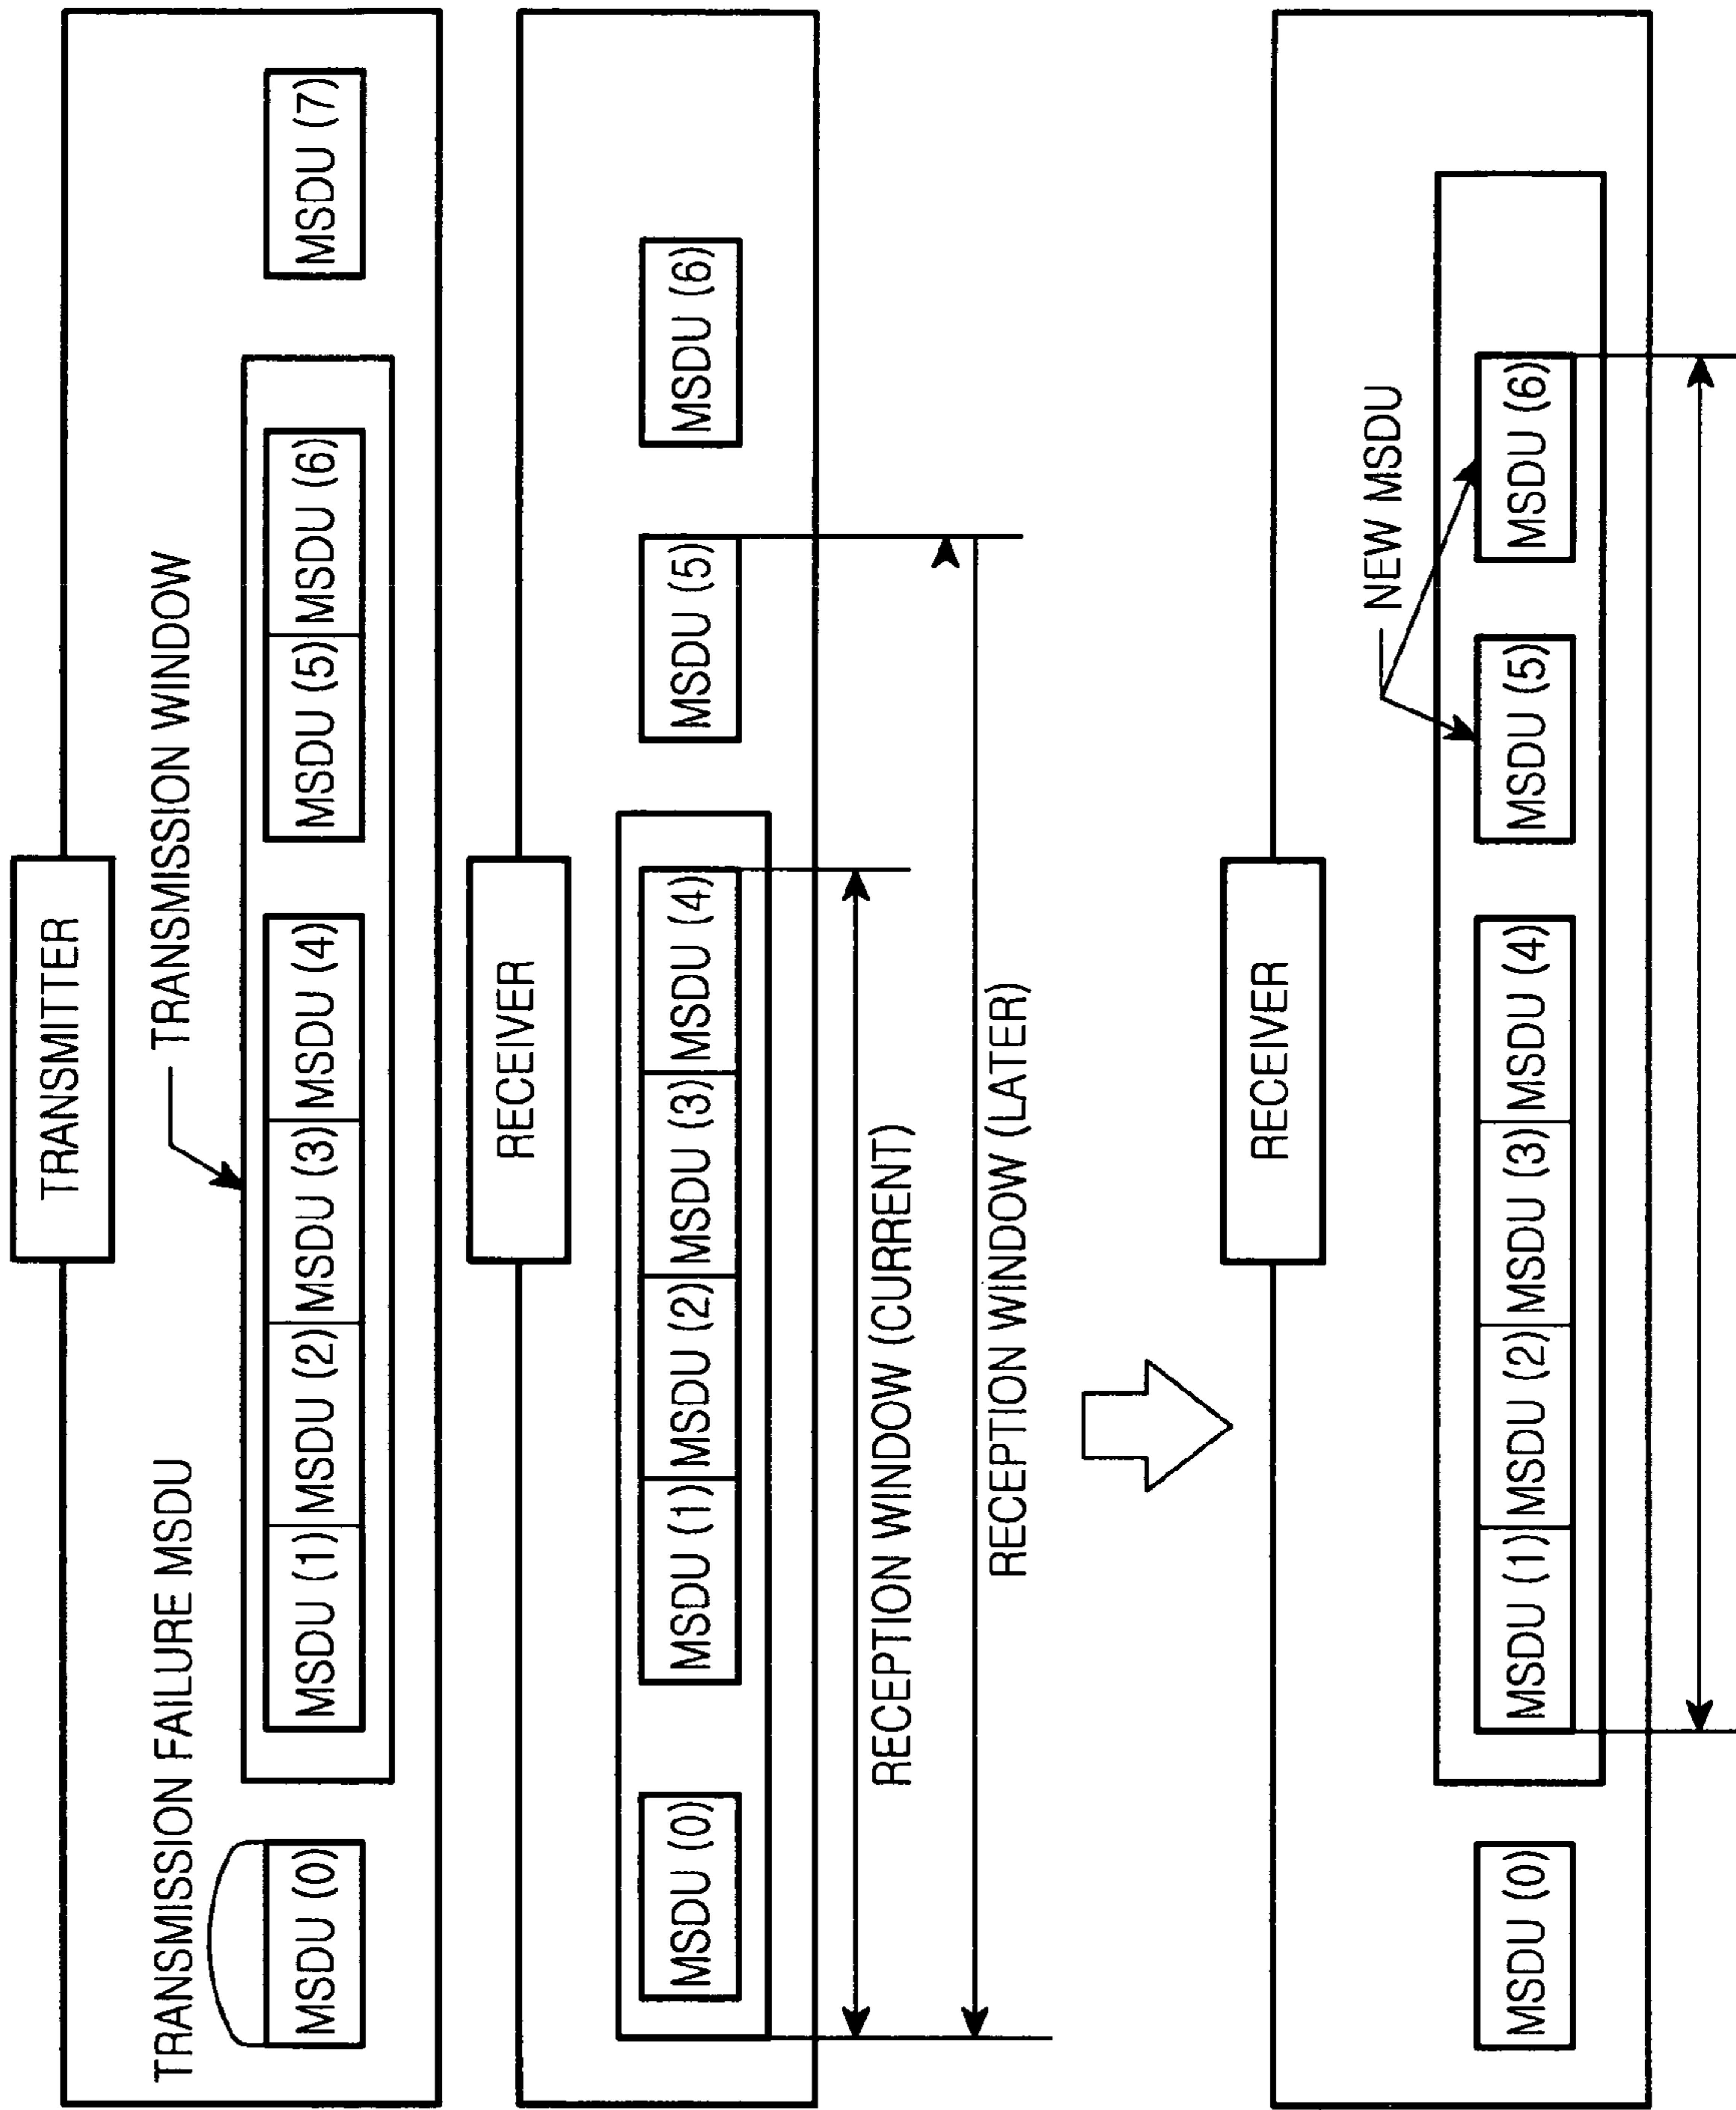 TRANSMITTER
TRANSMISSION FAILURE MSDU
TRANSMISSION WINDOW
MSDU (0)
MSDU (1)
MSDU (2)
MSDU (3)
MSDU (4)
MSDU (5)
MSDU (6)
MSDU (7)
RECEIVER
MSDU (0)
MSDU (1)
MSDU (2)
MSDU (3)
MSDU (4)
MSDU (5)
MSDU (6)
RECEPTION WINDOW (CURRENT)
RECEPTION WINDOW (LATER)
RECEIVER
NEW MSDU
MSDU (0)
MSDU (1)
MSDU (2)
MSDU (3)
MSDU (4)
MSDU (5)
MSDU (6)